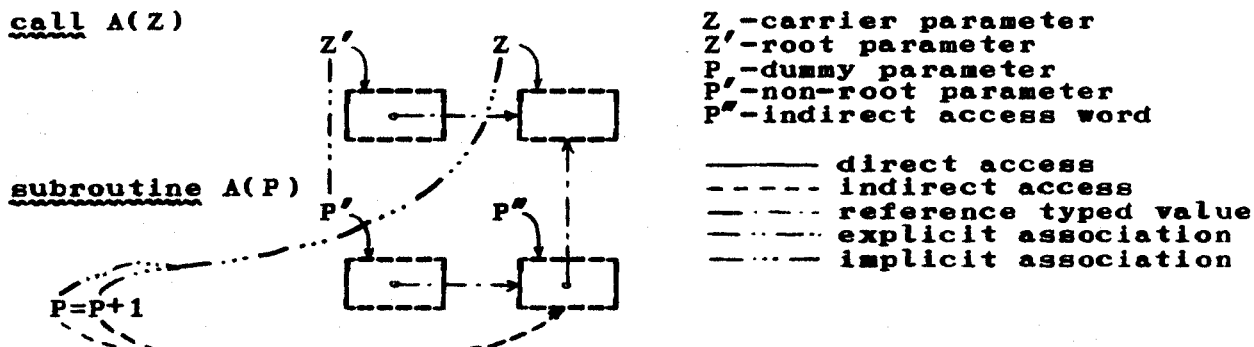 call A(Z)
Z' Z
subroutine A(P)
P' P"
P=P+1
Z -carrier parameter
Z'-root parameter
P -dummy parameter
P'-non-root parameter
P"-indirect access word
direct access
indirect access
reference typed value
explicit association
implicit association